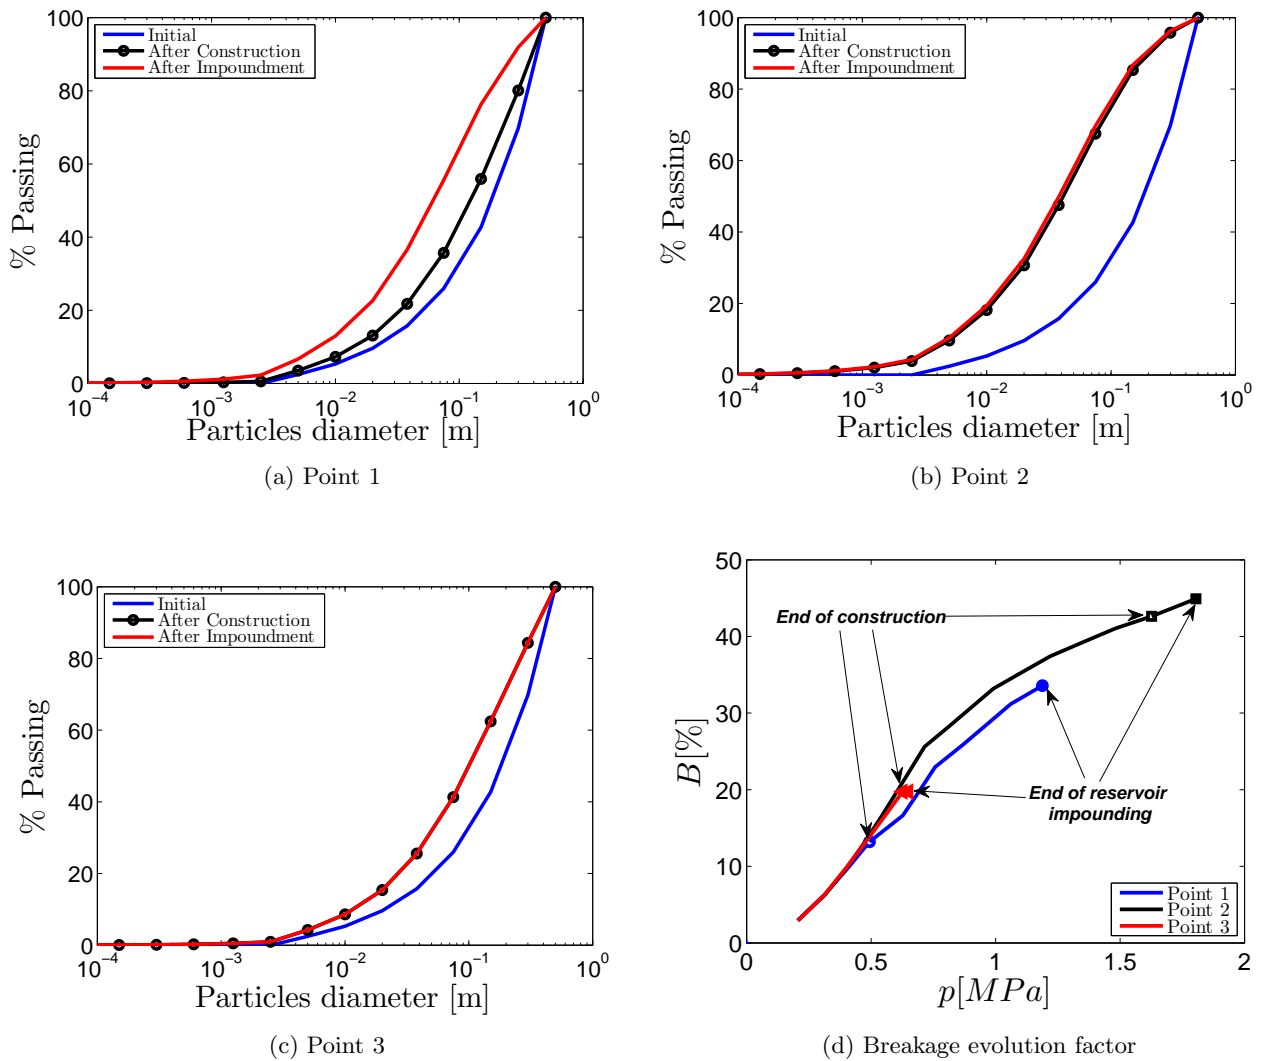 100
80
60
40
20
0
% Passing
Initial
After Construction
After Impoundment
10⁻⁴ 10⁻³ 10⁻² 10⁻¹ 10⁰
Particles diameter [m]
(a) Point 1
100
80
60
40
20
0
% Passing
Initial
After Construction
After Impoundment
10⁻⁴ 10⁻³ 10⁻² 10⁻¹ 10⁰
Particles diameter [m]
(b) Point 2
100
80
60
40
20
0
% Passing
Initial
After Construction
After Impoundment
10⁻⁴ 10⁻³ 10⁻² 10⁻¹ 10⁰
Particles diameter [m]
(c) Point 3
50
40
30
20
10
0
B[%]
End of construction
End of reservoir
impounding
Point 1
Point 2
Point 3
0 0.5 1 1.5 2
p[MPa]
(d) Breakage evolution factor